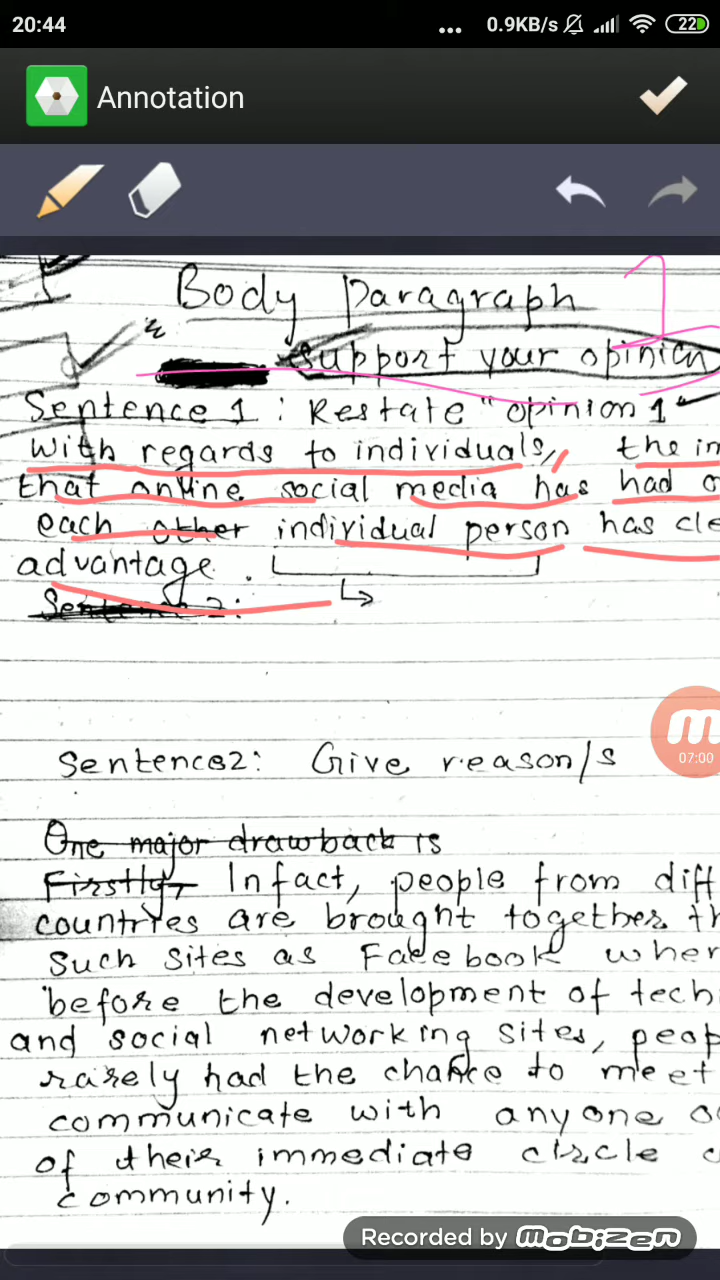 20:44
... 0.9KB/s 22
Annotation
Body Paragraph 1
support your opinion
Sentence 1: Restate "opinion 1"
With regards to individuals, the im
that online social media has had o
each other individual person has cle
advantage.
Sentence 2:
07:00
Sentence2: Give reason/s
One major drawback is
Firstly, Infact, people from diff
countries are brought together th
Such sites as Facebook wher
before the development of tech
and social networking sites, peop
rarely had the chance to meet
communicate with anyone o
of their immediate circle
community.
Recorded by mobizen